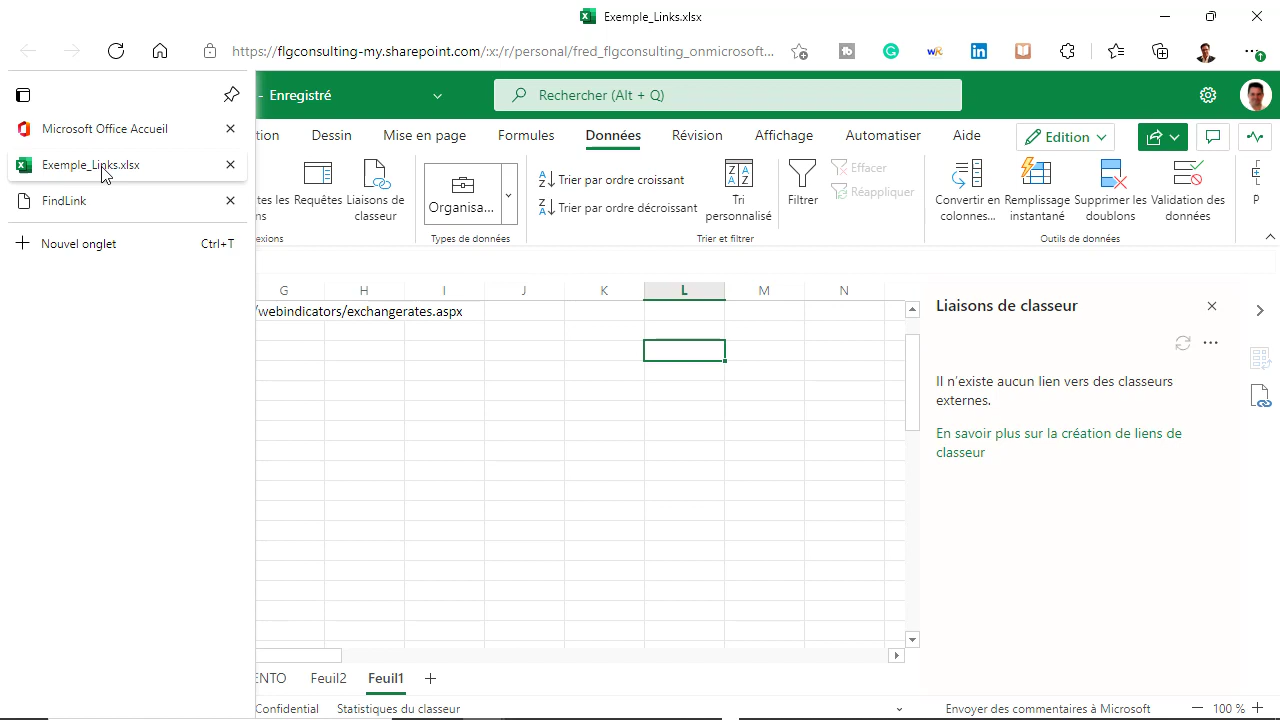 Exemple_Links.xlsx
https://flgconsulting-my.sharepoint.com/:x:/r/personal/fred_flgconsulting_onmicrosoft...
- Enregistré
Rechercher (Alt + Q)
Microsoft Office Accueil
Exemple_Links.xlsx
FindLink
Nouvel onglet Ctrl+T
tion Dessin Mise en page Formules Données Révision Affichage Automatiser Aide Edition
tes les Requêtes Liaisons de classeur
ns
exions
Organisa...
Types de données
Trier par ordre croissant
Trier par ordre décroissant
Tri personnalisé
Filtrer
Effacer
Réappliquer
Trier et filtrer
Convertir en colonnes...
Remplissage instantané
Supprimer les doublons
Validation des données
P
Outils de données
G H I J K L M N
/webindicators/exchangerates.aspx
Liaisons de classeur
Il n'existe aucun lien vers des classeurs
externes.
En savoir plus sur la création de liens de
classeur
ENTO Feuil2 Feuil1
Confidential Statistiques du classeur Envoyer des commentaires à Microsoft 100 %